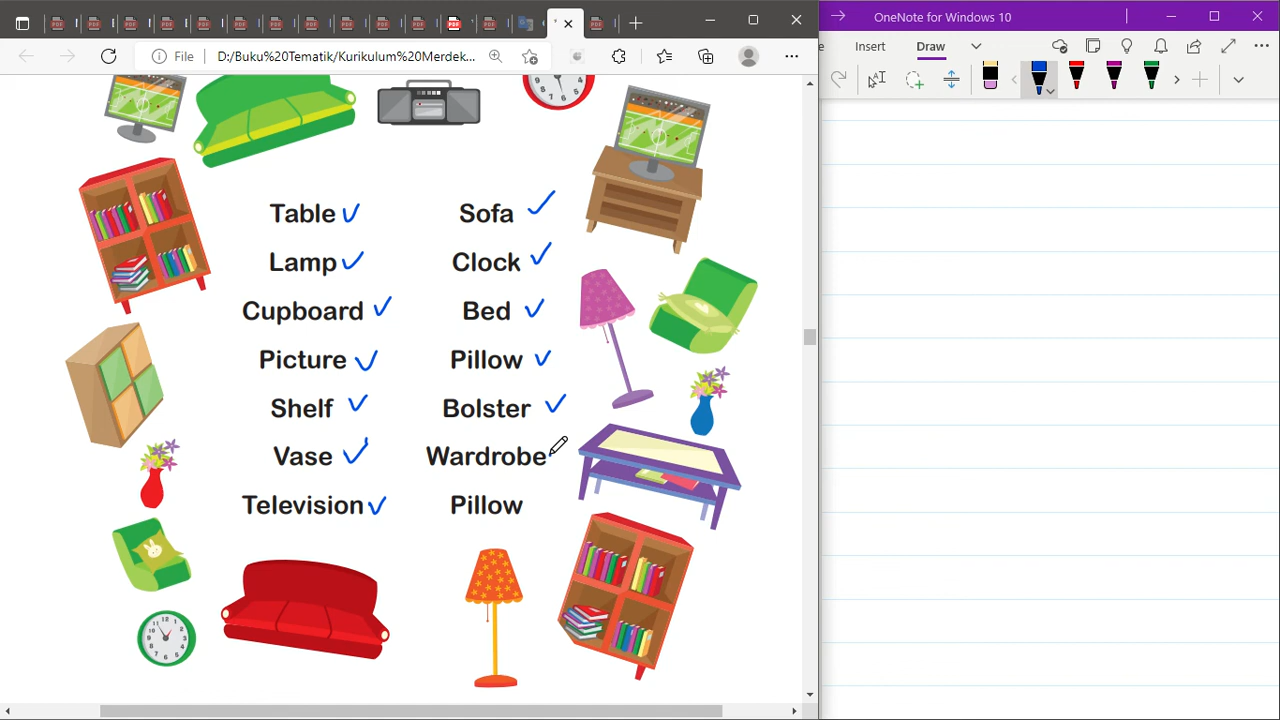 OneNote for Windows 10
File
D:/Buku%20Tematik/Kurikulum%20Merdek...
Insert
Draw
Table
Sofa
Lamp
Clock
Cupboard
Bed
Picture
Pillow
Shelf
Bolster
Vase
Wardrobe
Television
Pillow